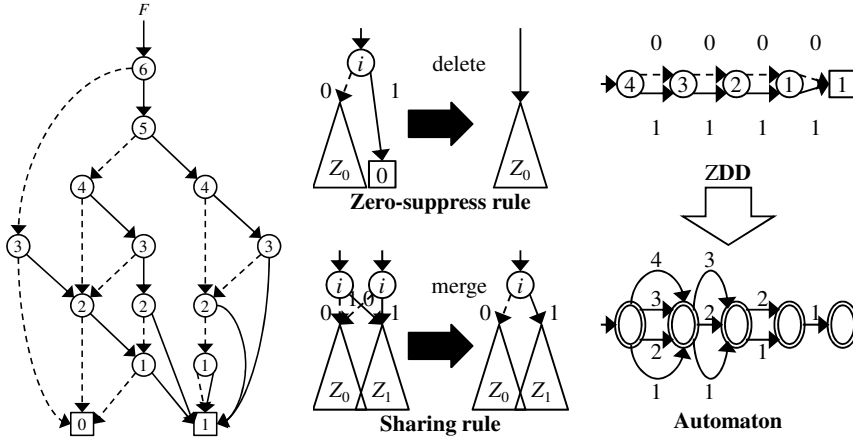 F
6
5
4 4
3 3 3
2 2 2
1 1
0 1
i
delete
0 1
Z0 Z0
0
Zero-suppress rule
i i
merge
i
0 1 0 1
0 1
Z0 Z1 Z0 Z1
Sharing rule
0 0 0 0
4 3 2 1 1
1 1 1 1
ZDD
4 3
3 2 2 1
2 1
1 1
Automaton